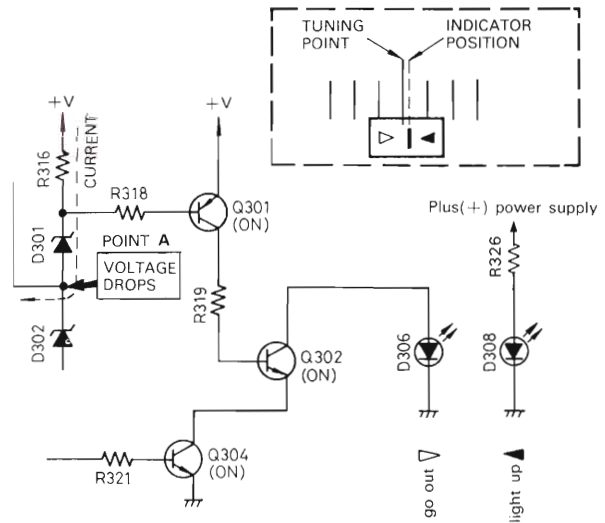 TUNING
POINT
INDICATOR
POSITION
+V
+V
R316
CURRENT
R318
Q301
(ON)
Plus(+) power supply
D301
POINT A
VOLTAGE
DROPS
R326
R319
D302
Q302
(ON)
D306
D308
Q304
(ON)
R321
go out
light up